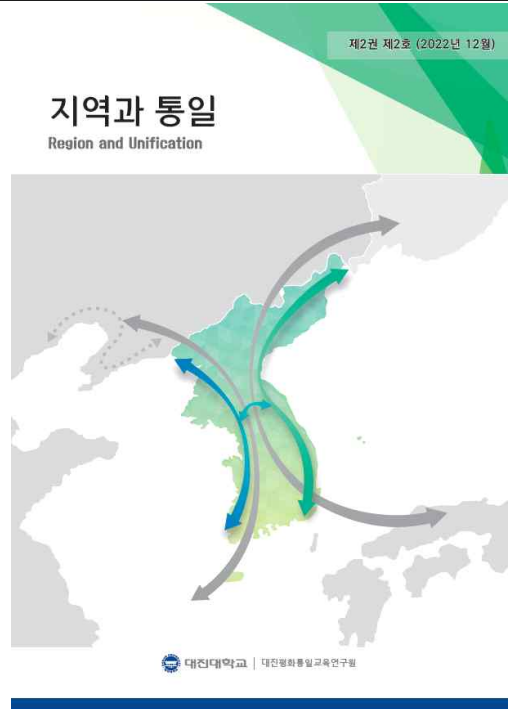 제2권 제2호 (2022년 12월)
지역과 통일
Region and Unification
대진대학교 | 대진평화통일교육연구원